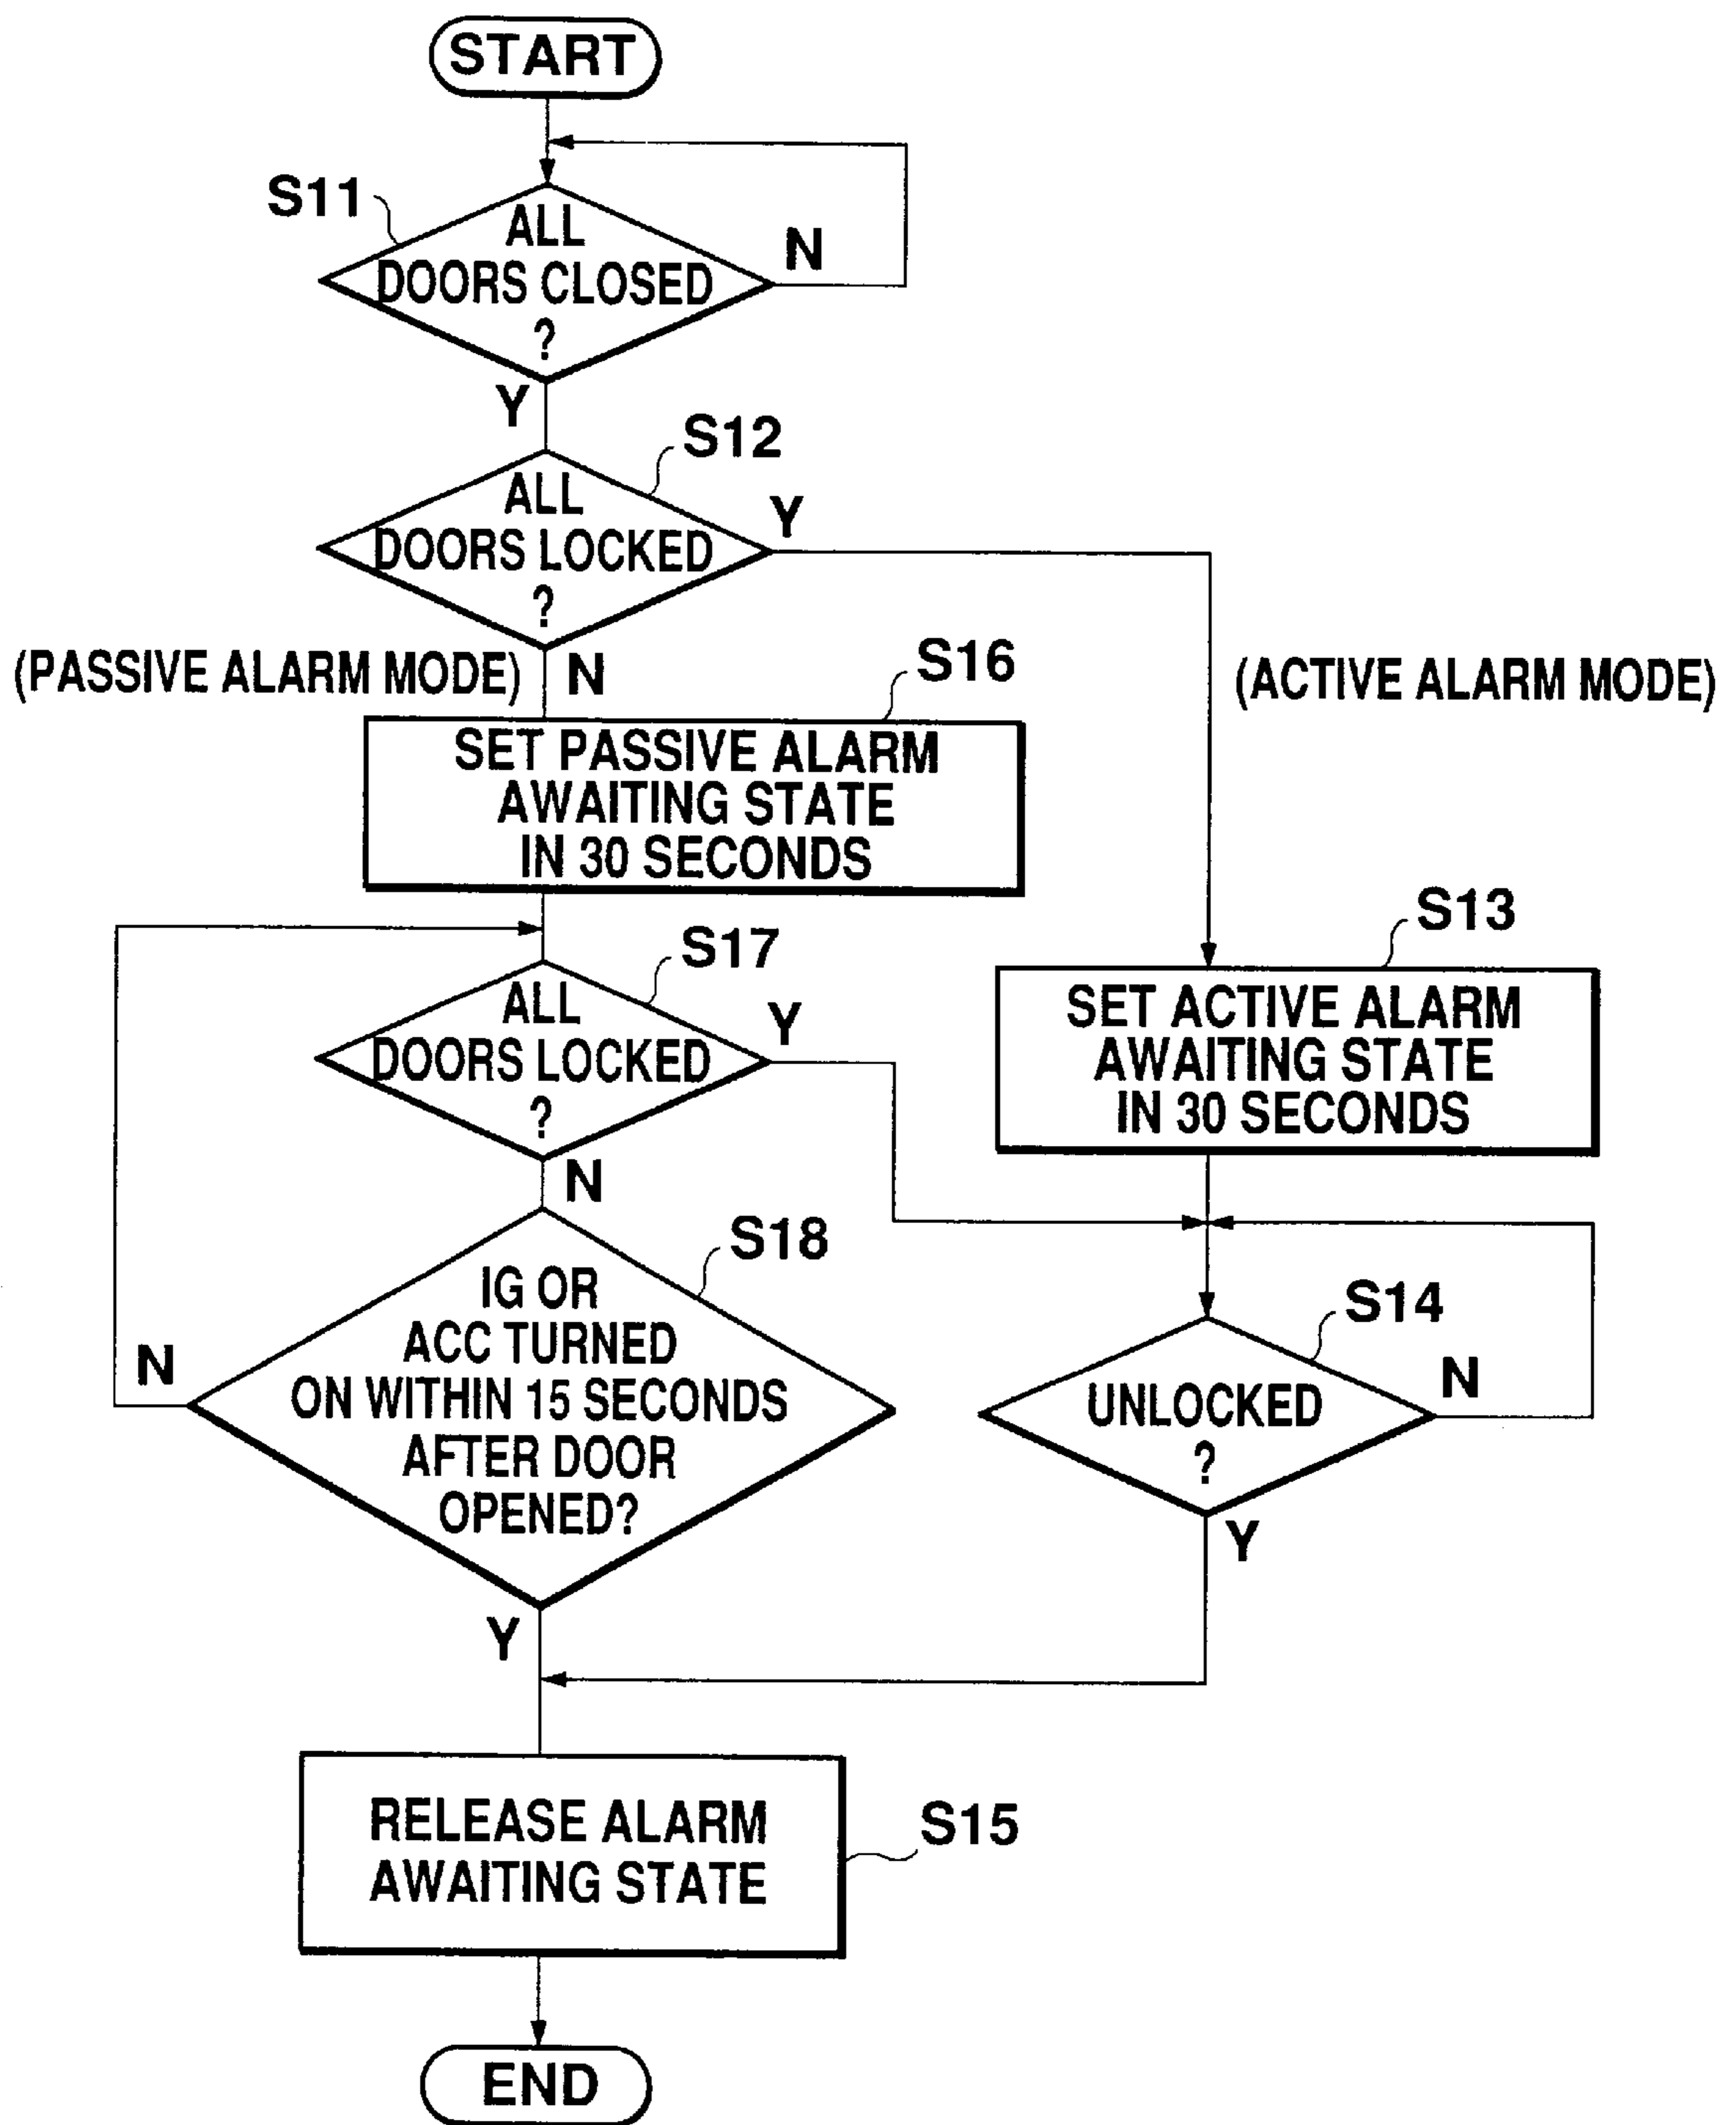 START
S11
ALL
DOORS CLOSED
?
N
Y
S12
ALL
DOORS LOCKED
?
Y
(PASSIVE ALARM MODE)
N
S16
(ACTIVE ALARM MODE)
SET PASSIVE ALARM
AWAITING STATE
IN 30 SECONDS
S13
SET ACTIVE ALARM
AWAITING STATE
IN 30 SECONDS
S17
ALL
DOORS LOCKED
?
Y
N
S18
IG OR
ACC TURNED
ON WITHIN 15 SECONDS
AFTER DOOR
OPENED?
N
Y
S14
UNLOCKED
?
N
Y
RELEASE ALARM
AWAITING STATE
S15
END